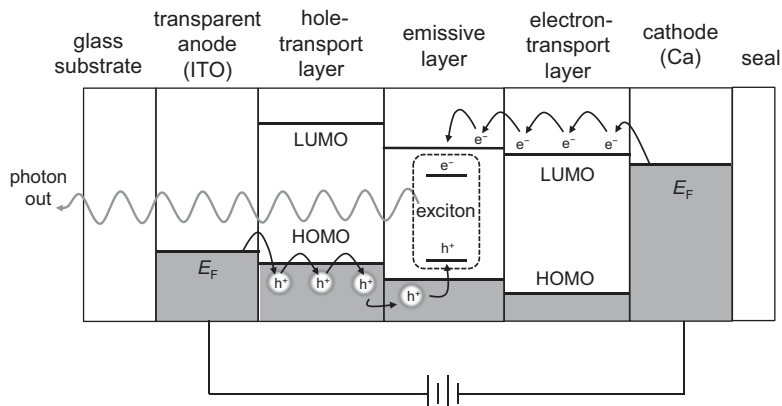 glass
substrate
transparent
anode
(ITO)
hole-
transport
layer
emissive
layer
electron-
transport
layer
cathode
(Ca)
seal
LUMO
e⁻
e⁻
e⁻
e⁻
LUMO
photon
out
e⁻
exciton
h⁺
HOMO
E_F
E_F
HOMO
h⁺
h⁺
h⁺
h⁺